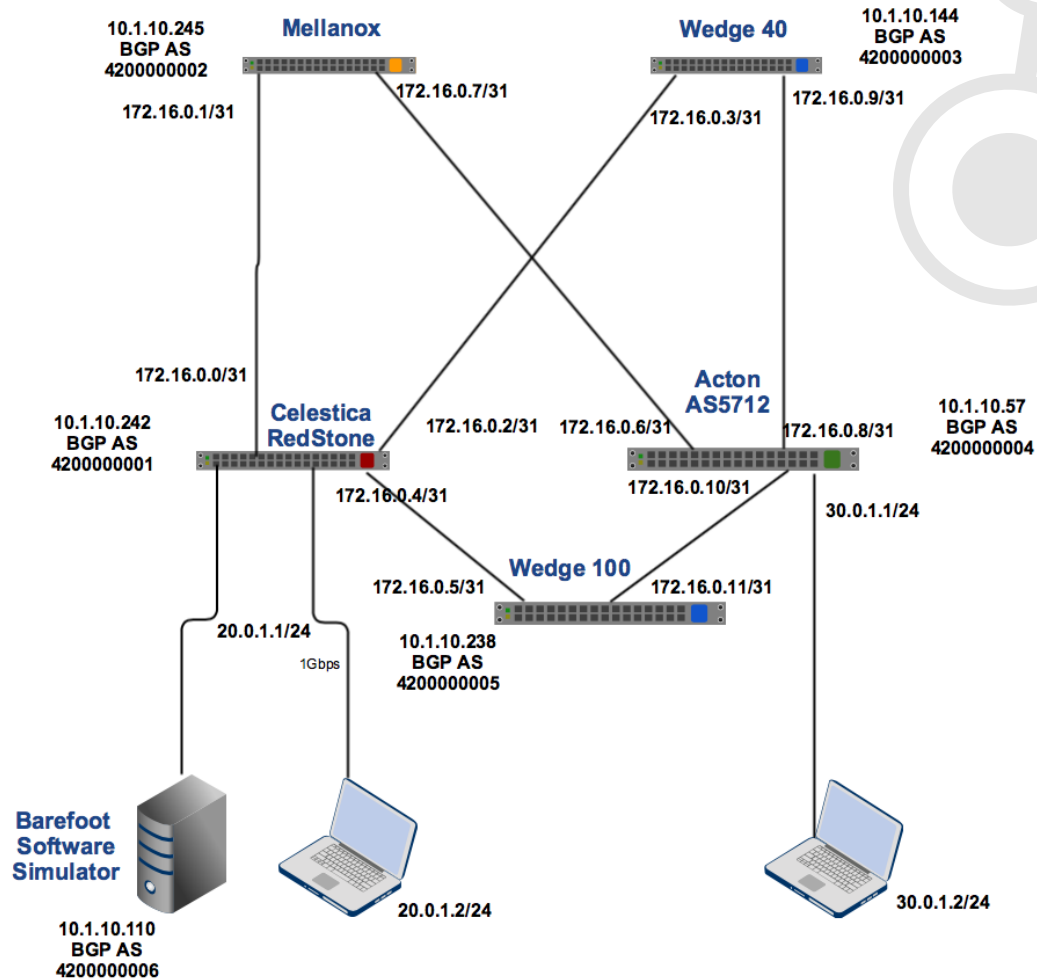 10.1.10.245
BGP AS
4200000002
Mellanox
Wedge 40
10.1.10.144
BGP AS
4200000003
172.16.0.1/31
172.16.0.7/31
172.16.0.3/31
172.16.0.9/31
172.16.0.0/31
10.1.10.242
BGP AS
4200000001
Celestica
RedStone
172.16.0.2/31
172.16.0.6/31
Acton
AS5712
172.16.0.8/31
10.1.10.57
BGP AS
4200000004
172.16.0.4/31
172.16.0.10/31
30.0.1.1/24
172.16.0.5/31
Wedge 100
172.16.0.11/31
20.0.1.1/24
1Gbps
10.1.10.238
BGP AS
4200000005
Barefoot
Software
Simulator
10.1.10.110
BGP AS
4200000006
20.0.1.2/24
30.0.1.2/24